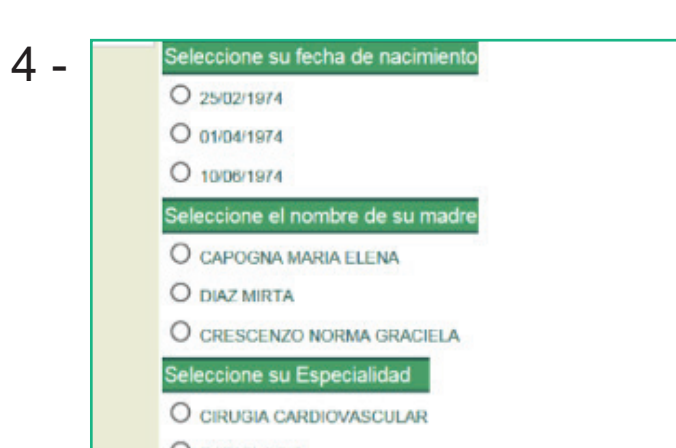 4 -
Seleccione su fecha de nacimiento
25/02/1974
01/04/1974
10/06/1974
Seleccione el nombre de su madre
CAPOGNA MARIA ELENA
DIAZ MIRTA
CRESCENZO NORMA GRACIELA
Seleccione su Especialidad
CIRUGIA CARDIOVASCULAR